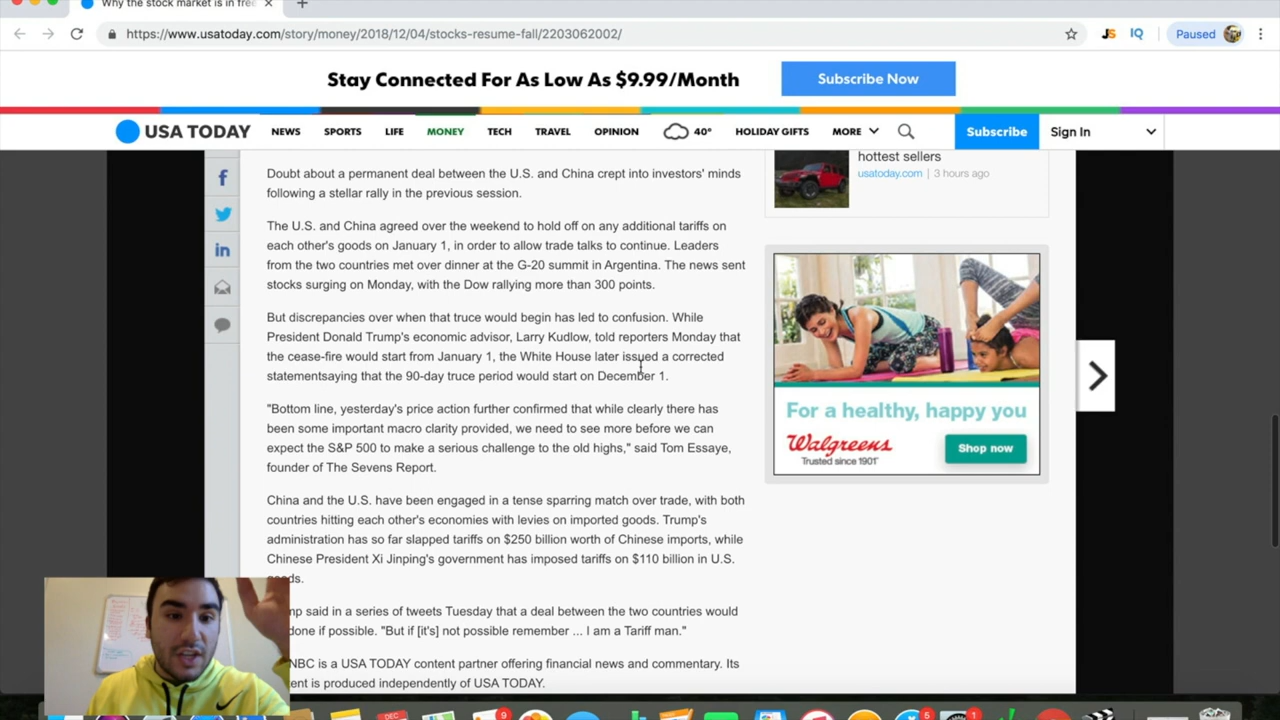 Why the stock market is in free
https://www.usatoday.com/story/money/2018/12/04/stocks-resume-fall/2203062002/
JS
IQ
Paused
Stay Connected For As Low As $9.99/Month
Subscribe Now
USA TODAY
NEWS
SPORTS
LIFE
MONEY
TECH
TRAVEL
OPINION
40°
HOLIDAY GIFTS
MORE
Subscribe
Sign In
Doubt about a permanent deal between the U.S. and China crept into investors' minds
following a stellar rally in the previous session.
The U.S. and China agreed over the weekend to hold off on any additional tariffs on
each other's goods on January 1, in order to allow trade talks to continue. Leaders
from the two countries met over dinner at the G-20 summit in Argentina. The news sent
stocks surging on Monday, with the Dow rallying more than 300 points.
But discrepancies over when that truce would begin has led to confusion. While
President Donald Trump's economic advisor, Larry Kudlow, told reporters Monday that
the cease-fire would start from January 1, the White House later issued a corrected
statementsaying that the 90-day truce period would start on December 1.
"Bottom line, yesterday's price action further confirmed that while clearly there has
been some important macro clarity provided, we need to see more before we can
expect the S&P 500 to make a serious challenge to the old highs," said Tom Essaye,
founder of The Sevens Report.
China and the U.S. have been engaged in a tense sparring match over trade, with both
countries hitting each other's economies with levies on imported goods. Trump's
administration has so far slapped tariffs on $250 billion worth of Chinese imports, while
Chinese President Xi Jinping's government has imposed tariffs on $110 billion in U.S.
goods.
mp said in a series of tweets Tuesday that a deal between the two countries would
done if possible. "But if [it's] not possible remember ... I am a Tariff man."
NBC is a USA TODAY content partner offering financial news and commentary. Its
ent is produced independently of USA TODAY.
hottest sellers
usatoday.com | 3 hours ago
For a healthy, happy you
Walgreens
Trusted since 1901
Shop now
DEC
9
5
1